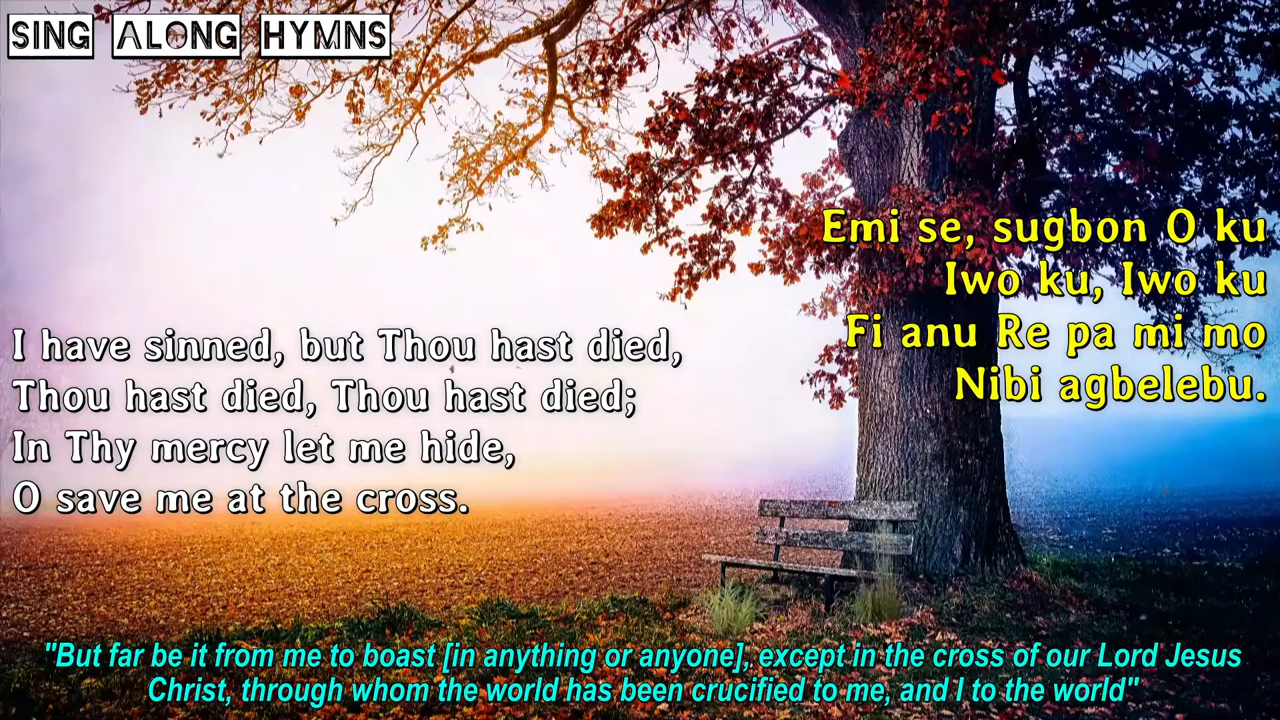 SING ALONG HYMNS
Emi se, sugbon O ku
Iwo ku, Iwo ku
Fi anu Re pa mi mo
Nibi agbelebu.
I have sinned, but Thou hast died,
Thou hast died, Thou hast died;
In Thy mercy let me hide,
O save me at the cross.
"But far be it from me to boast [in anything or anyone], except in the cross of our Lord Jesus
Christ, through whom the world has been crucified to me, and I to the world"